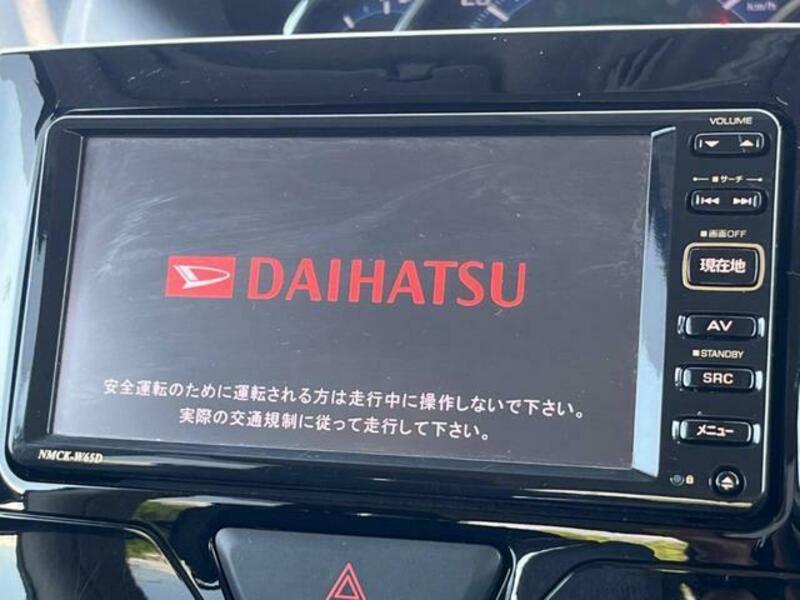 km/h
VOLUME
サーチ
画面OFF
現在地
AV
STANDBY
SRC
メニュー
DAIHATSU
安全運転のために運転される方は走行中に操作しないで下さい。
実際の交通規制に従って走行して下さい。
NMCK-W65D